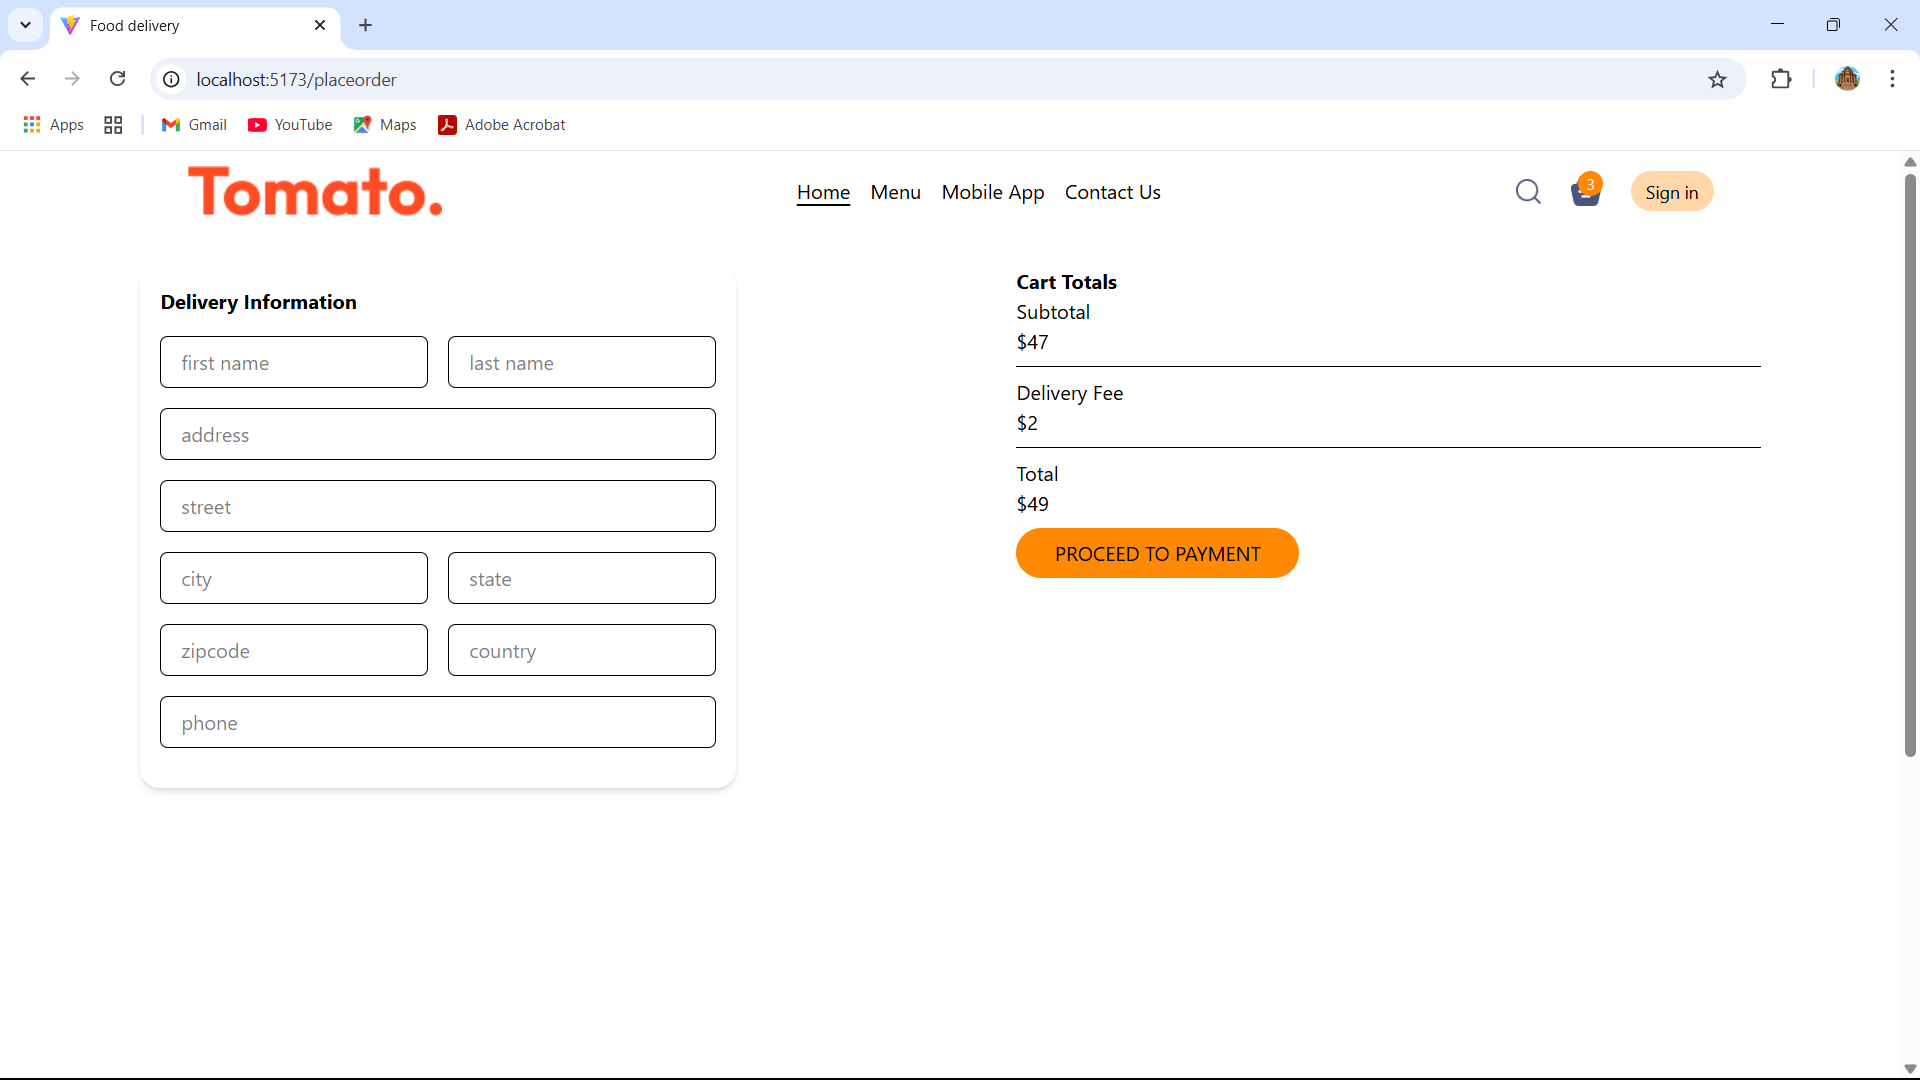 Food delivery
localhost:5173/placeorder
Apps
Gmail
YouTube
Maps
Adobe Acrobat
Tomato.
Home Menu Mobile App Contact Us
3
Sign in
Delivery Information
first name last name
address
street
city state
zipcode country
phone
Cart Totals
Subtotal
$47
Delivery Fee
$2
Total
$49
PROCEED TO PAYMENT